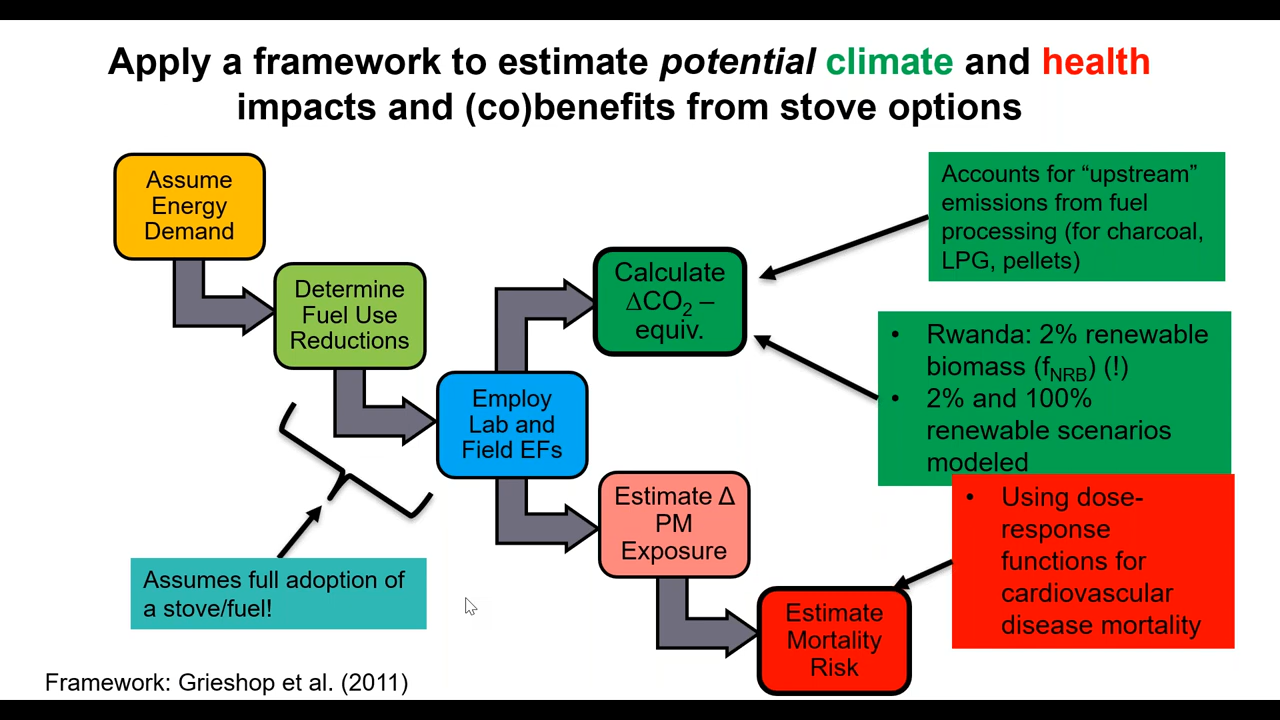 Apply a framework to estimate potential climate and health
impacts and (co)benefits from stove options
Assume
Energy
Demand
Determine
Fuel Use
Reductions
Employ
Lab and
Field EFs
Calculate
ΔCO₂ –
equiv.
Estimate Δ
PM
Exposure
Estimate
Mortality
Risk
Accounts for “upstream”
emissions from fuel
processing (for charcoal,
LPG, pellets)
• Rwanda: 2% renewable
biomass (fNRB) (!)
• 2% and 100%
renewable scenarios
modeled
• Using dose-
response
functions for
cardiovascular
disease mortality
Assumes full adoption of
a stove/fuel!
Framework: Grieshop et al. (2011)